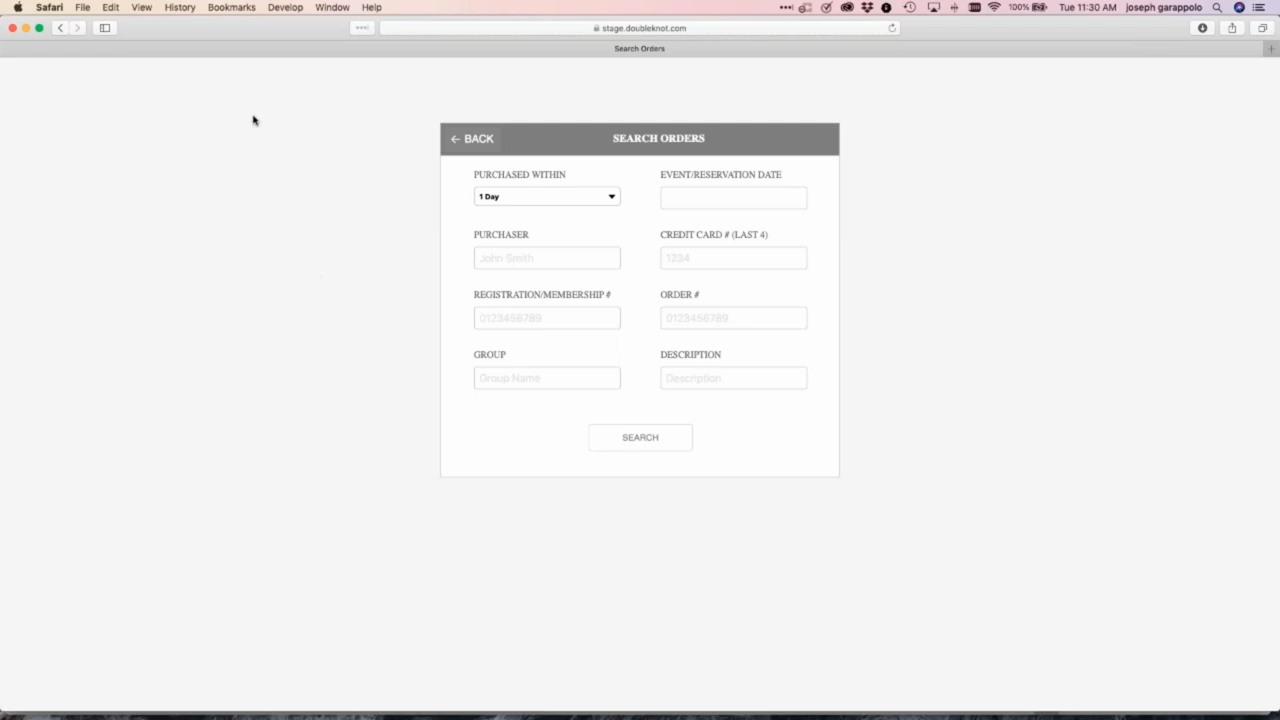 Safari File Edit View History Bookmarks Develop Window Help 100% Tue 11:30 AM joseph garappolo
stage.doubleknot.com
Search Orders
← BACK SEARCH ORDERS
PURCHASED WITHIN EVENT/RESERVATION DATE
1 Day
PURCHASER CREDIT CARD # (LAST 4)
John Smith 1234
REGISTRATION/MEMBERSHIP # ORDER #
0123456789 0123456789
GROUP DESCRIPTION
Group Name Description
SEARCH